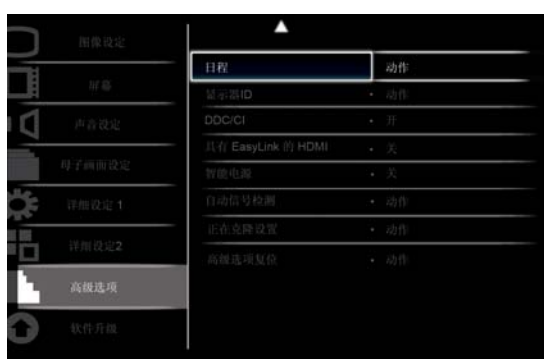 图像设定
屏幕
声音设定
母子画面设定
详细设定 1
详细设定2
高级选项
软件升级
日程 动作
显示器ID • 动作
DDC/CI • 开
具有 EasyLink 的 HDMI • 关
智能电源 • 关
自动信号检测 • 动作
正在克隆设置 • 动作
高级选项复位 • 动作